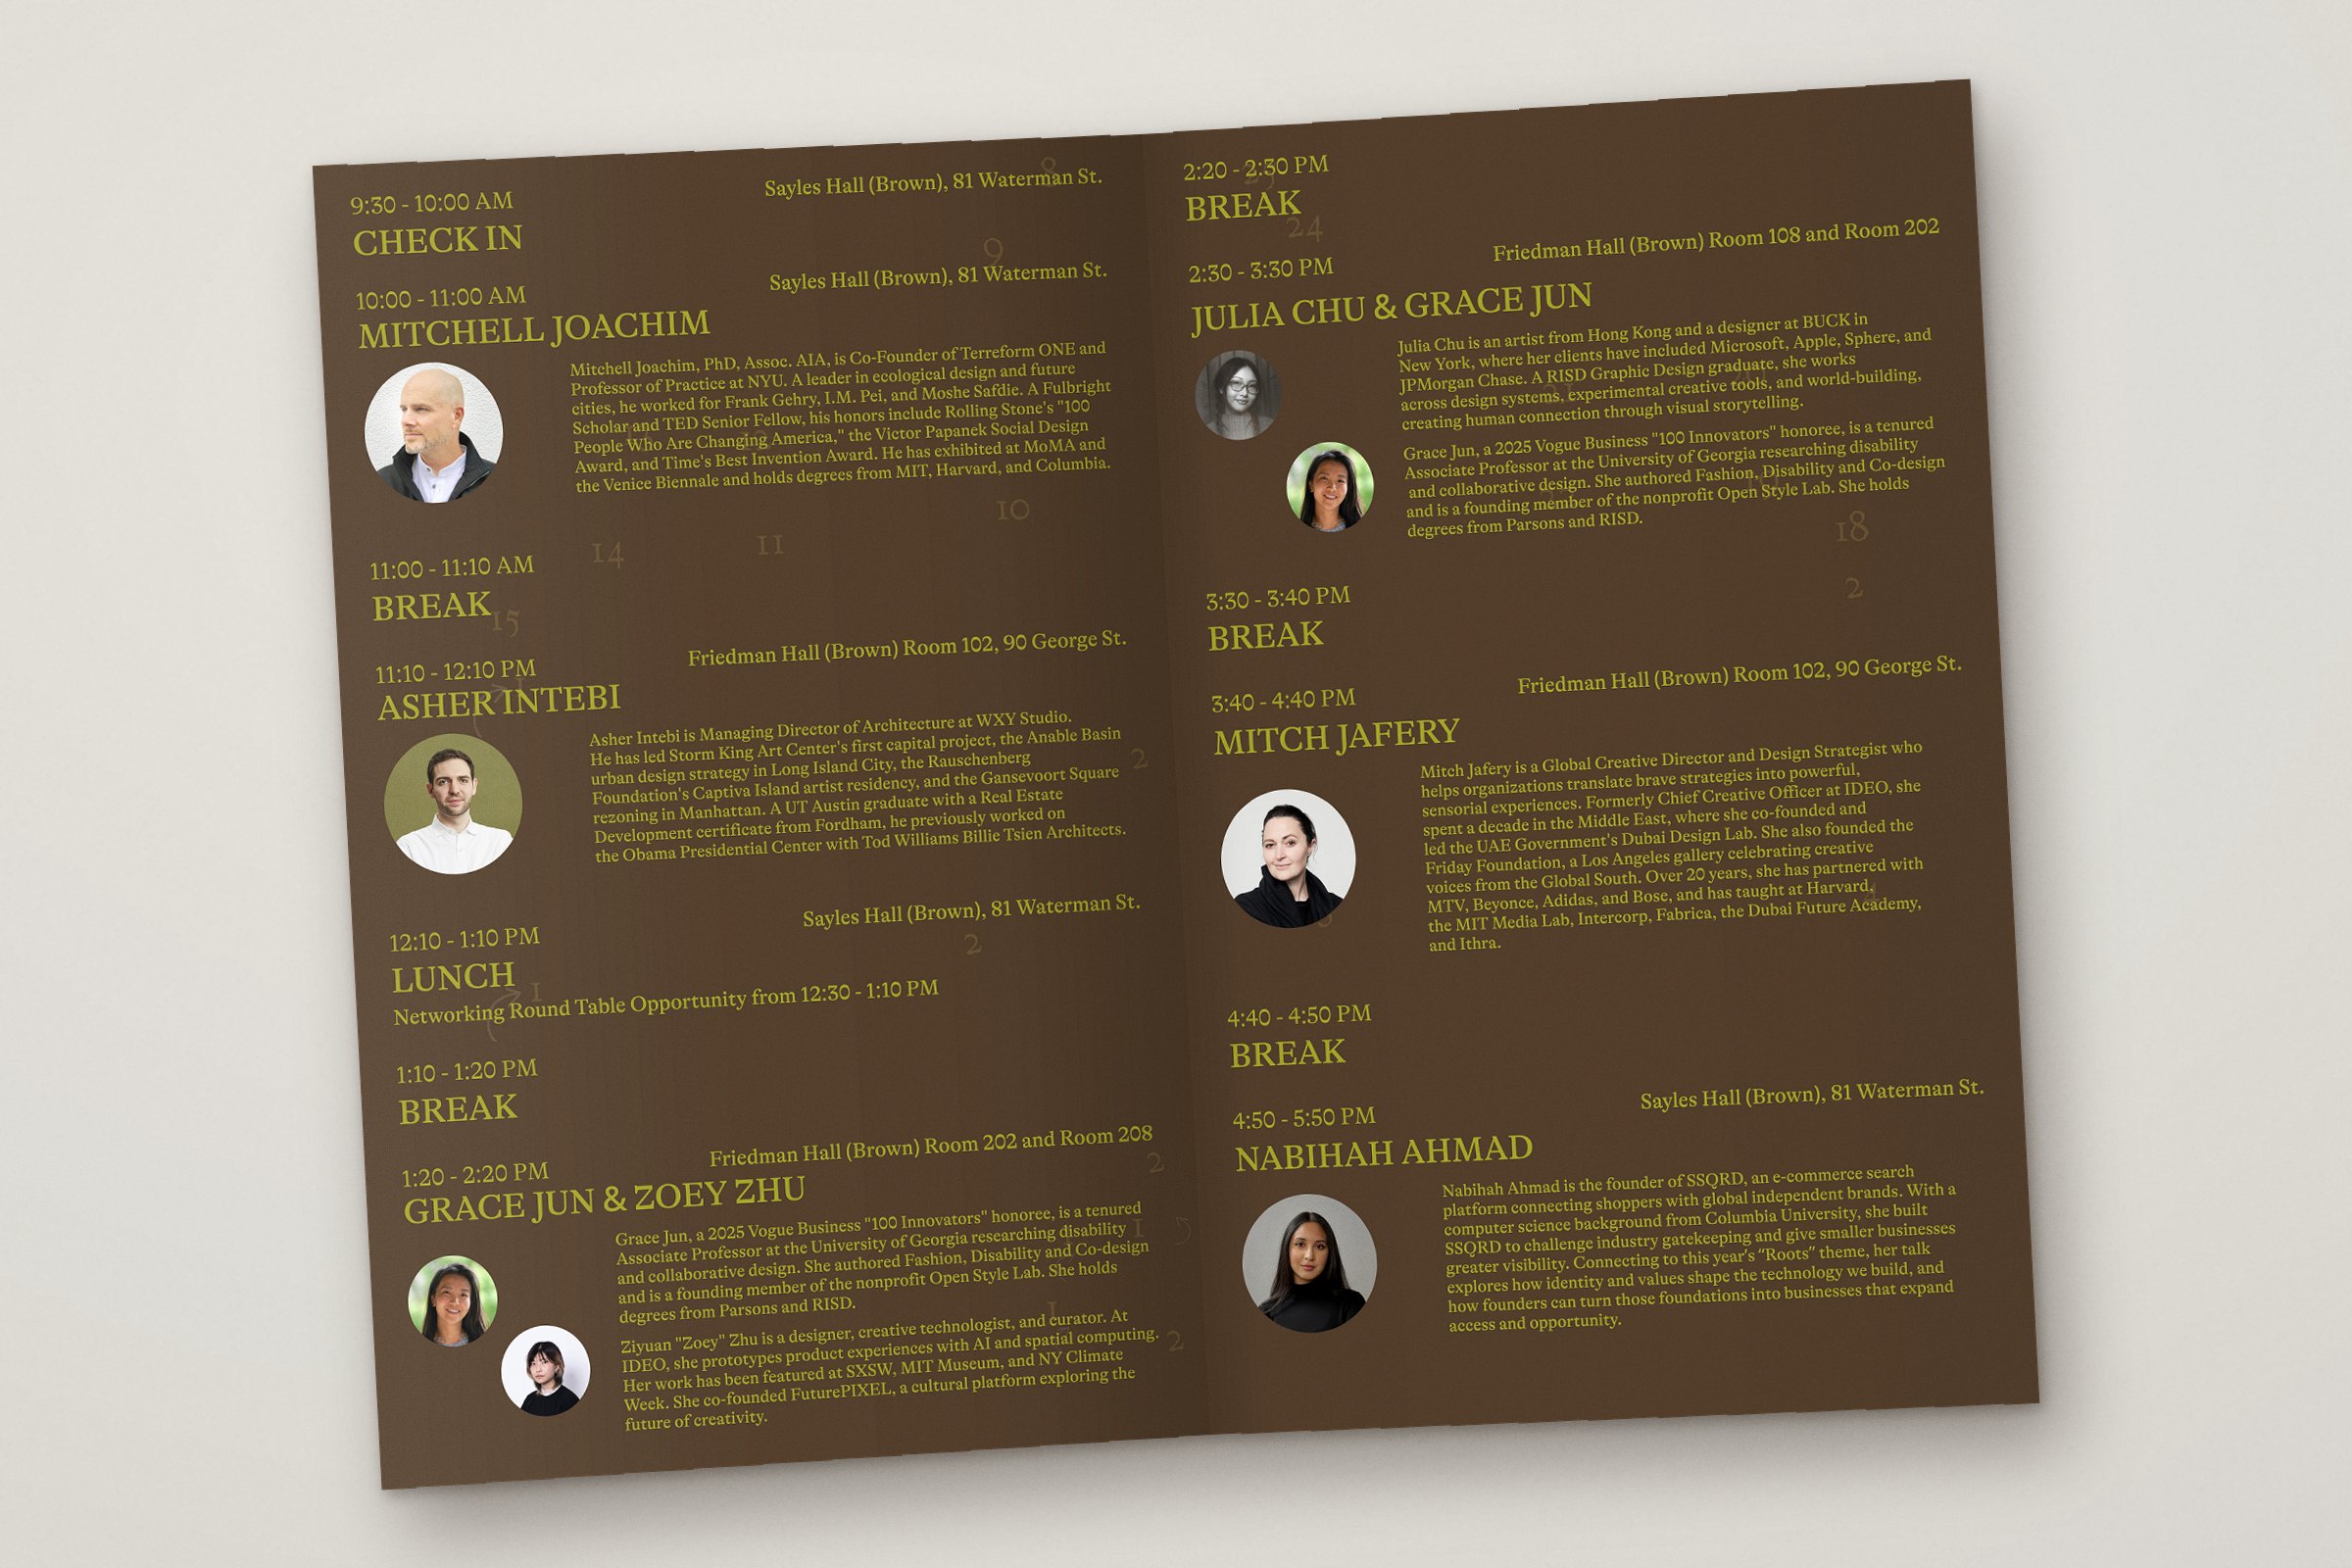 9:30 - 10:00 AM
Sayles Hall (Brown), 81 Waterman St.
CHECK IN
10:00 - 11:00 AM
Sayles Hall (Brown), 81 Waterman St.
MITCHELL JOACHIM
Mitchell Joachim, PhD, Assoc. AIA, is Co-Founder of Terreform ONE and
Professor of Practice at NYU. A leader in ecological design and future
cities, he worked for Frank Gehry, I.M. Pei, and Moshe Safdie. A Fulbright
Scholar and TED Senior Fellow, his honors include Rolling Stone's "100
People Who Are Changing America," the Victor Papanek Social Design
Award, and Time's Best Invention Award. He has exhibited at MoMA and
the Venice Biennale and holds degrees from MIT, Harvard, and Columbia.
8
9
10
14
11
11:00 - 11:10 AM
BREAK
15
11:10 - 12:10 PM
Friedman Hall (Brown) Room 102, 90 George St.
ASHER INTEBI
Asher Intebi is Managing Director of Architecture at WXY Studio.
He has led Storm King Art Center's first capital project, the Anable Basin
urban design strategy in Long Island City, the Rauschenberg
Foundation's Captiva Island artist residency, and the Gansevoort Square
rezoning in Manhattan. A UT Austin graduate with a Real Estate
Development certificate from Fordham, he previously worked on
the Obama Presidential Center with Tod Williams Billie Tsien Architects.
2
12:10 - 1:10 PM
Sayles Hall (Brown), 81 Waterman St.
2
LUNCH
1
Networking Round Table Opportunity from 12:30 - 1:10 PM
1:10 - 1:20 PM
BREAK
1:20 - 2:20 PM
Friedman Hall (Brown) Room 202 and Room 208
2
GRACE JUN & ZOEY ZHU
Grace Jun, a 2025 Vogue Business "100 Innovators" honoree, is a tenured
Associate Professor at the University of Georgia researching disability
and collaborative design. She authored Fashion, Disability and Co-design
and is a founding member of the nonprofit Open Style Lab. She holds
degrees from Parsons and RISD.
1
1
Ziyuan "Zoey" Zhu is a designer, creative technologist, and curator. At
IDEO, she prototypes product experiences with AI and spatial computing.
Her work has been featured at SXSW, MIT Museum, and NY Climate
Week. She co-founded FuturePIXEL, a cultural platform exploring the
future of creativity.
2
2:20 - 2:30 PM
BREAK
24
2:30 - 3:30 PM
Friedman Hall (Brown) Room 108 and Room 202
JULIA CHU & GRACE JUN
Julia Chu is an artist from Hong Kong and a designer at BUCK in
New York, where her clients have included Microsoft, Apple, Sphere, and
JPMorgan Chase. A RISD Graphic Design graduate, she works
across design systems, experimental creative tools, and world-building,
creating human connection through visual storytelling.
Grace Jun, a 2025 Vogue Business "100 Innovators" honoree, is a tenured
Associate Professor at the University of Georgia researching disability
and collaborative design. She authored Fashion, Disability and Co-design
and is a founding member of the nonprofit Open Style Lab. She holds
degrees from Parsons and RISD.
18
2
3:30 - 3:40 PM
BREAK
3:40 - 4:40 PM
Friedman Hall (Brown) Room 102, 90 George St.
MITCH JAFERY
Mitch Jafery is a Global Creative Director and Design Strategist who
helps organizations translate brave strategies into powerful,
sensorial experiences. Formerly Chief Creative Officer at IDEO, she
spent a decade in the Middle East, where she co-founded and
led the UAE Government's Dubai Design Lab. She also founded the
Friday Foundation, a Los Angeles gallery celebrating creative
voices from the Global South. Over 20 years, she has partnered with
MTV, Beyonce, Adidas, and Bose, and has taught at Harvard,
the MIT Media Lab, Intercorp, Fabrica, the Dubai Future Academy,
and Ithra.
4:40 - 4:50 PM
BREAK
4:50 - 5:50 PM
Sayles Hall (Brown), 81 Waterman St.
NABIHAH AHMAD
Nabihah Ahmad is the founder of SSQRD, an e-commerce search
platform connecting shoppers with global independent brands. With a
computer science background from Columbia University, she built
SSQRD to challenge industry gatekeeping and give smaller businesses
greater visibility. Connecting to this year's “Roots” theme, her talk
explores how identity and values shape the technology we build, and
how founders can turn those foundations into businesses that expand
access and opportunity.